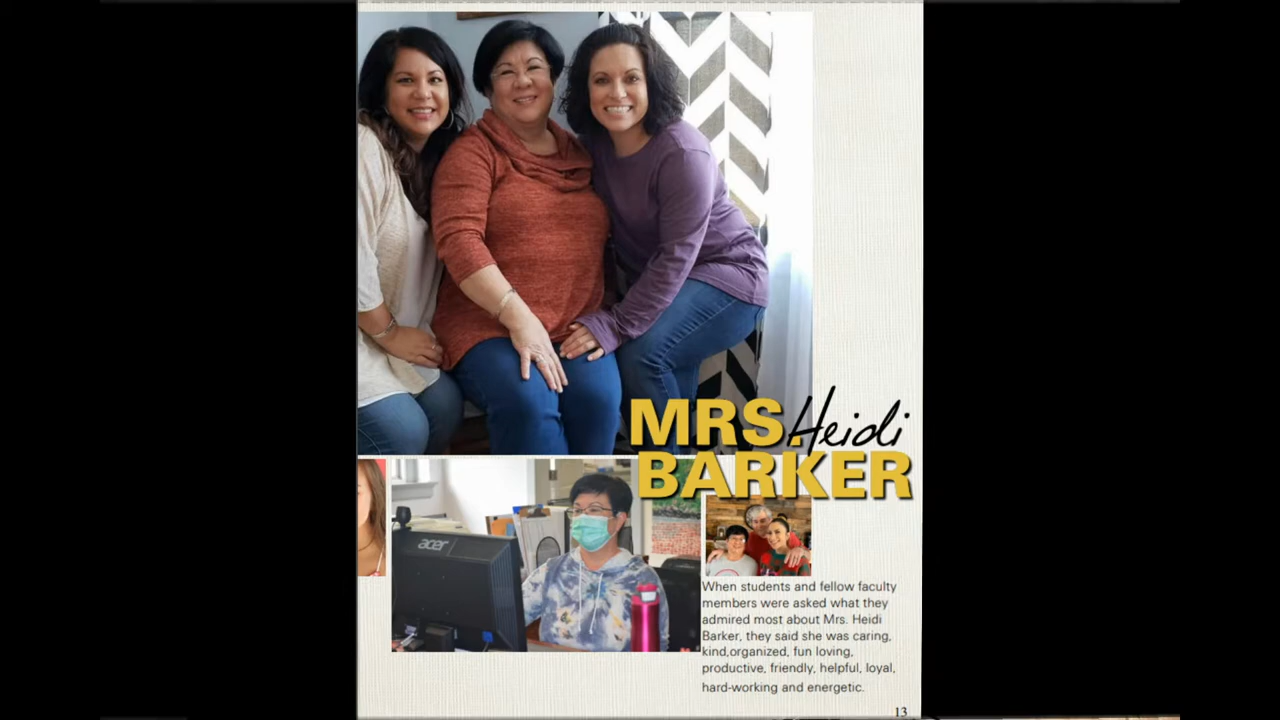 MRS. Heidi
BARKER
acer
When students and fellow faculty
members were asked what they
admired most about Mrs. Heidi
Barker, they said she was caring,
kind,organized, fun loving,
productive, friendly, helpful, loyal,
hard-working and energetic.
13